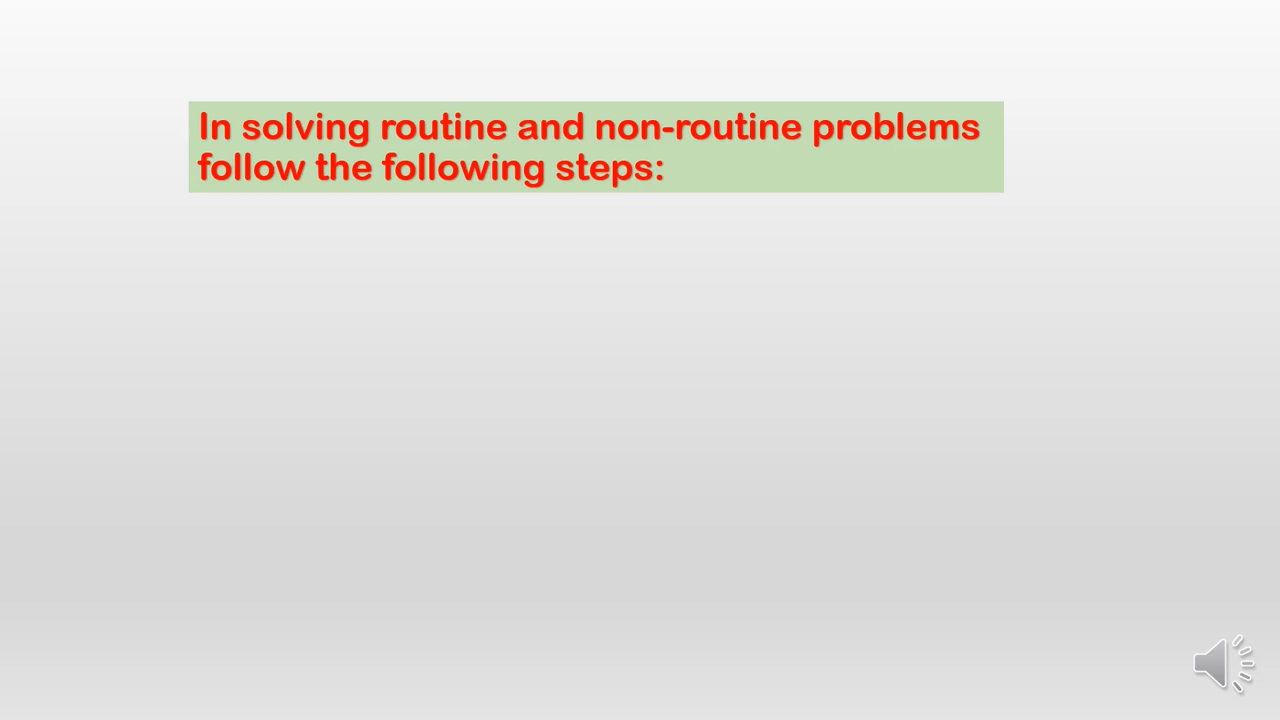 In solving routine and non-routine problems
follow the following steps: